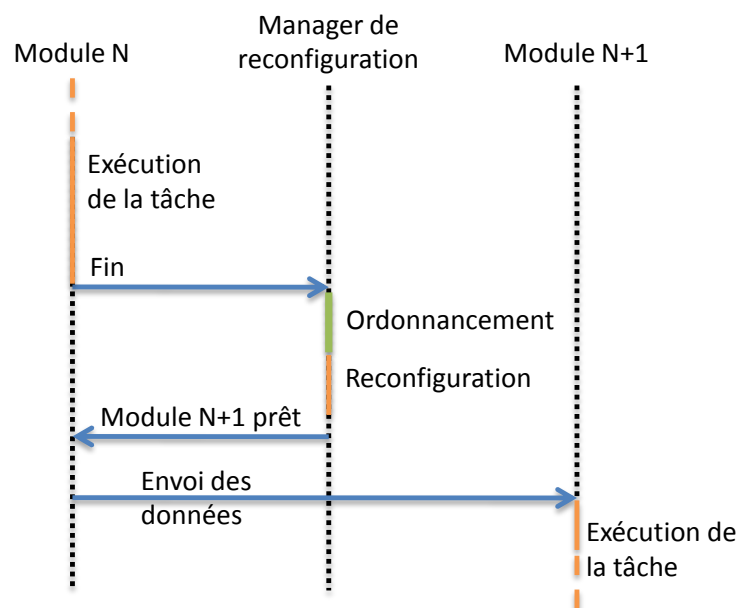 Manager de
reconfiguration
Module N
Module N+1
Exécution
de la tâche
Fin
Ordonnancement
Reconfiguration
Module N+1 prêt
Envoi des
données
Exécution de
la tâche